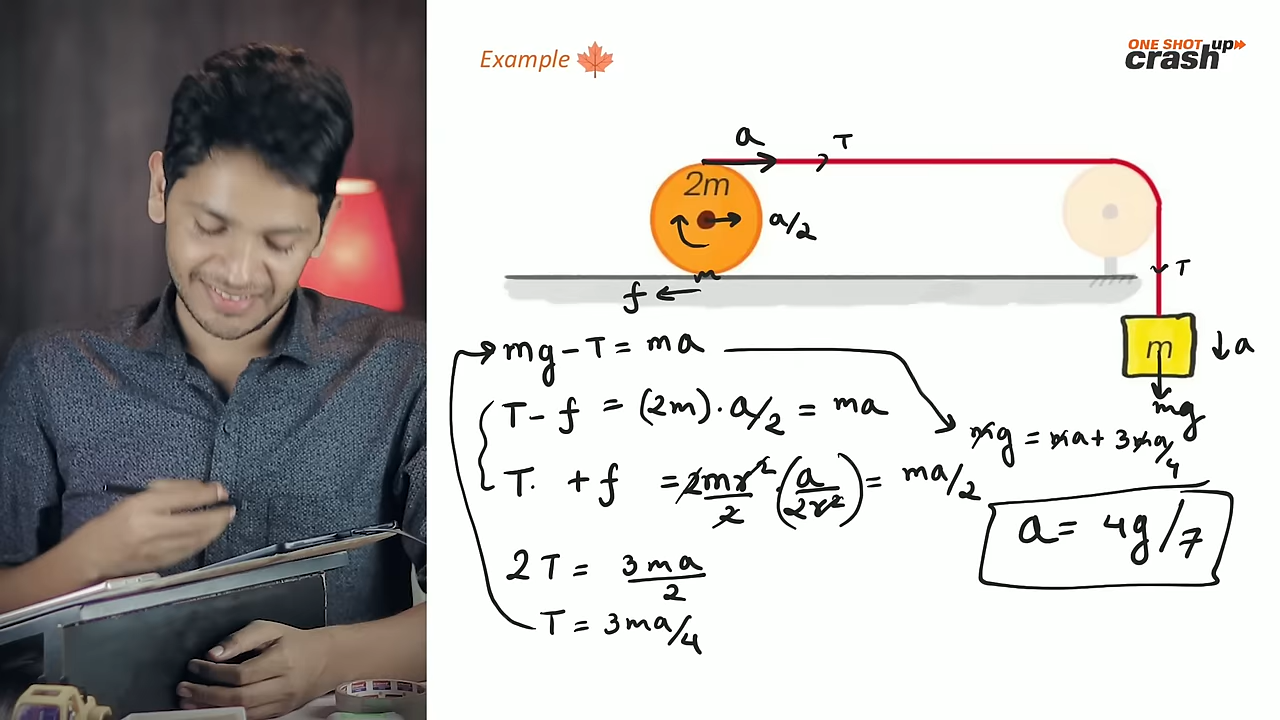 Example
ONE SHOT
crash up
a
T
2m
a/2
m
f
T
m
↓a
mg
mg - T = ma
T - f = (2m) · a/2 = ma
T. + f = 2mr²/2 · (a/2r²) = ma/2
2T = 3ma/2
T = 3ma/4
mg = ma + 3ma/4
a = 4g/7